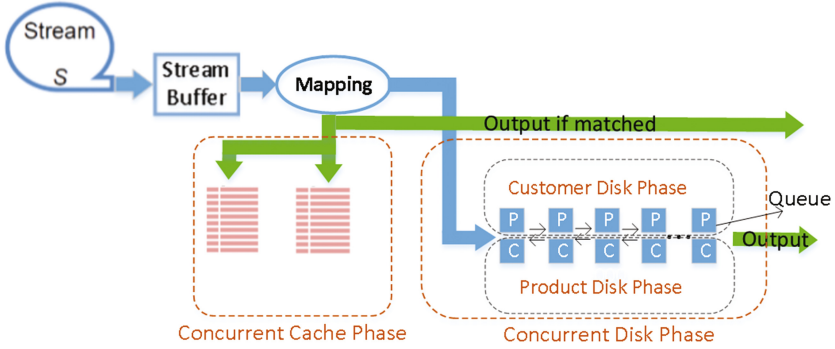 Stream
S
Stream
Buffer
Mapping
Output if matched
Customer Disk Phase
Queue
P P P P P
...
C C C C C
Output
Product Disk Phase
Concurrent Cache Phase
Concurrent Disk Phase